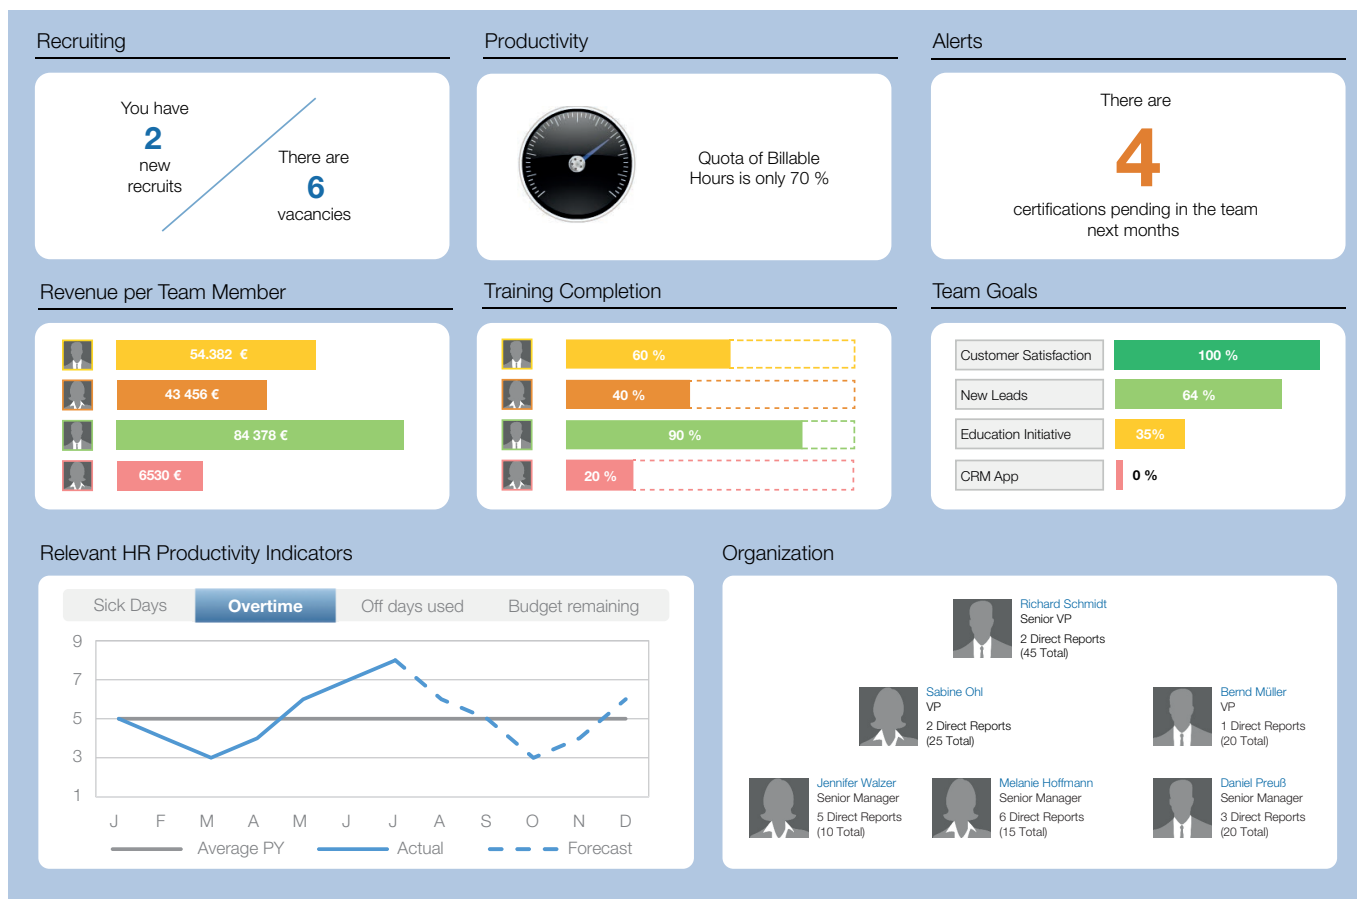 Recruiting
You have
2
new
recruits
There are
6
vacancies
Productivity
Quota of Billable
Hours is only 70 %
Alerts
There are
4
certifications pending in the team
next months
Revenue per Team Member
54.382 €
43 456 €
84 378 €
6530 €
Training Completion
60 %
40 %
90 %
20 %
Team Goals
Customer Satisfaction 100 %
New Leads 64 %
Education Initiative 35%
CRM App 0 %
Relevant HR Productivity Indicators
Sick Days Overtime Off days used Budget remaining
9
7
5
3
1
J F M A M J J A S O N D
Average PY Actual Forecast
Organization
Richard Schmidt
Senior VP
2 Direct Reports
(45 Total)
Sabine Ohl
VP
2 Direct Reports
(25 Total)
Bernd Müller
VP
1 Direct Reports
(20 Total)
Jennifer Walzer
Senior Manager
5 Direct Reports
(10 Total)
Melanie Hoffmann
Senior Manager
6 Direct Reports
(15 Total)
Daniel Preuß
Senior Manager
3 Direct Reports
(20 Total)